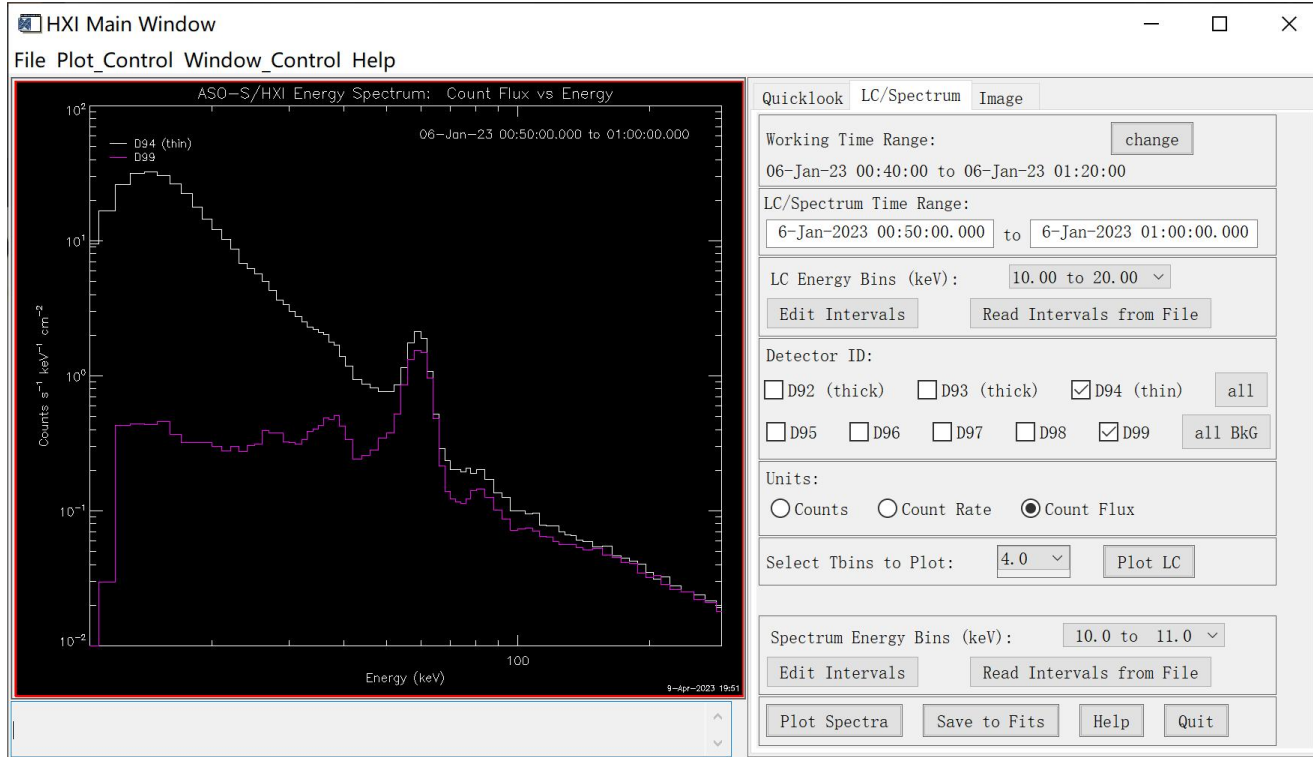 HXI Main Window
File Plot_Control Window_Control Help
ASO-S/HXI Energy Spectrum: Count Flux vs Energy
06-Jan-23 00:50:00.000 to 01:00:00.000
D94 (thin)
D99
10²
10¹
10⁰
10⁻¹
10⁻²
Counts s⁻¹ keV⁻¹ cm⁻²
100
Energy (keV)
9-Apr-2023 19:51
Quicklook LC/Spectrum Image
Working Time Range: change
06-Jan-23 00:40:00 to 06-Jan-23 01:20:00
LC/Spectrum Time Range:
6-Jan-2023 00:50:00.000 to 6-Jan-2023 01:00:00.000
LC Energy Bins (keV): 10.00 to 20.00
Edit Intervals Read Intervals from File
Detector ID:
D92 (thick) D93 (thick) D94 (thin) all
D95 D96 D97 D98 D99 all BkG
Units:
Counts Count Rate Count Flux
Select Tbins to Plot: 4.0 Plot LC
Spectrum Energy Bins (keV): 10.0 to 11.0
Edit Intervals Read Intervals from File
Plot Spectra Save to Fits Help Quit